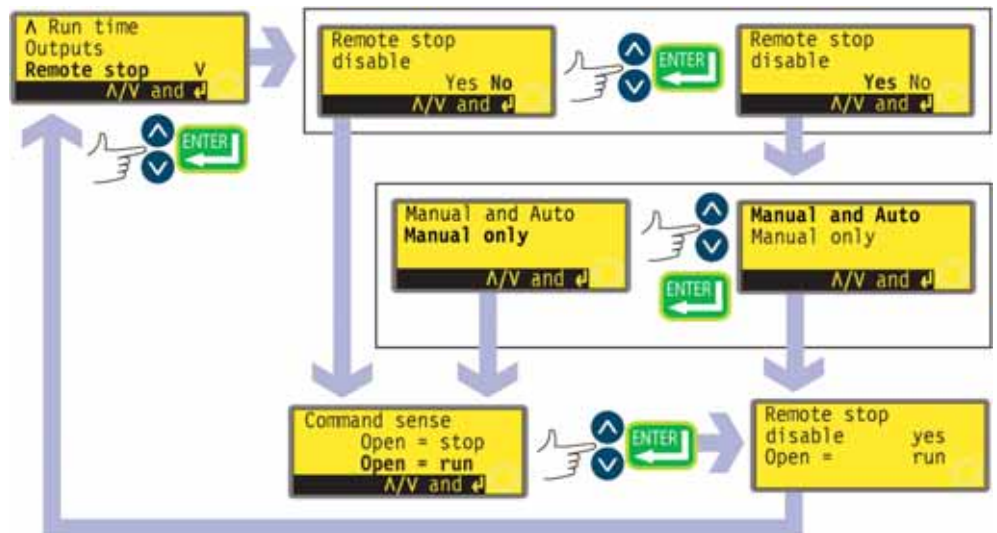 Λ Run time
Outputs
Remote stop V
Λ/V and ↵
ENTER
Remote stop
disable
Yes No
Λ/V and ↵
ENTER
Remote stop
disable
Yes No
Λ/V and ↵
Manual and Auto
Manual only
Λ/V and ↵
ENTER
Manual and Auto
Manual only
Λ/V and ↵
Command sense
Open = stop
Open = run
Λ/V and ↵
ENTER
Remote stop
disable yes
Open = run